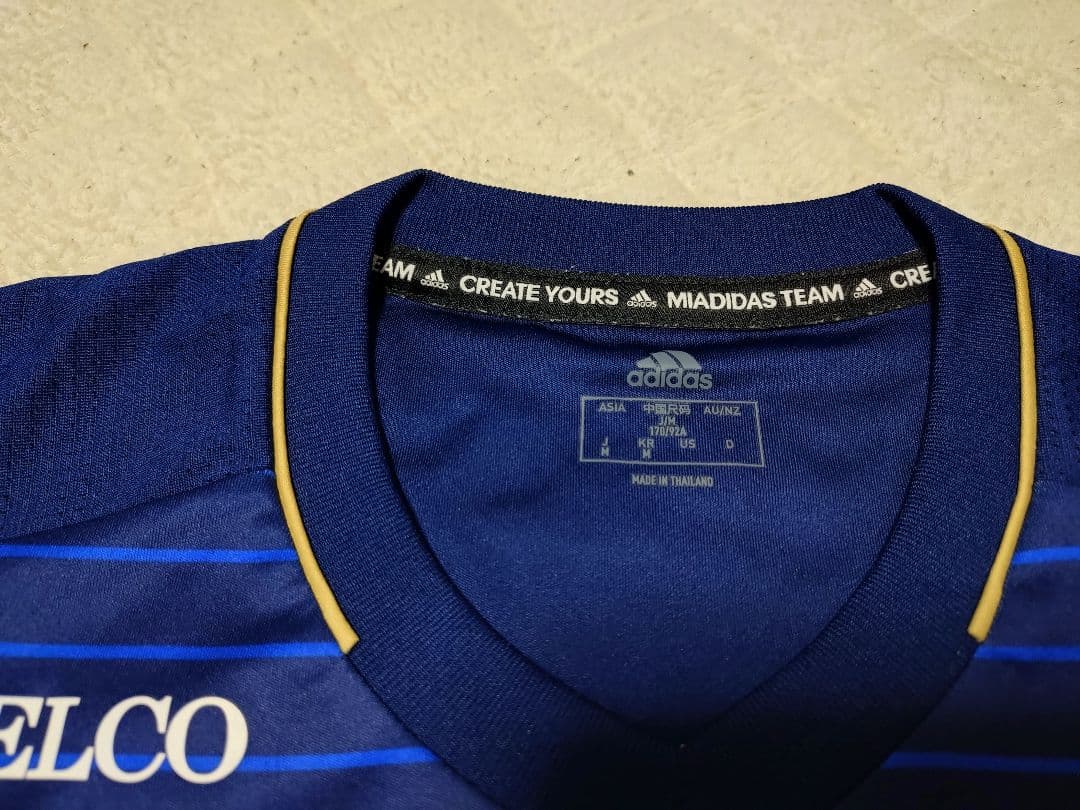 EAM adidas CREATE YOURS adidas MIADIDAS TEAM adidas CRE
adidas
ASIA 中国尺码 AU/NZ
J/M
170/92A
J KR US D
M M
MADE IN THAILAND
ELCO